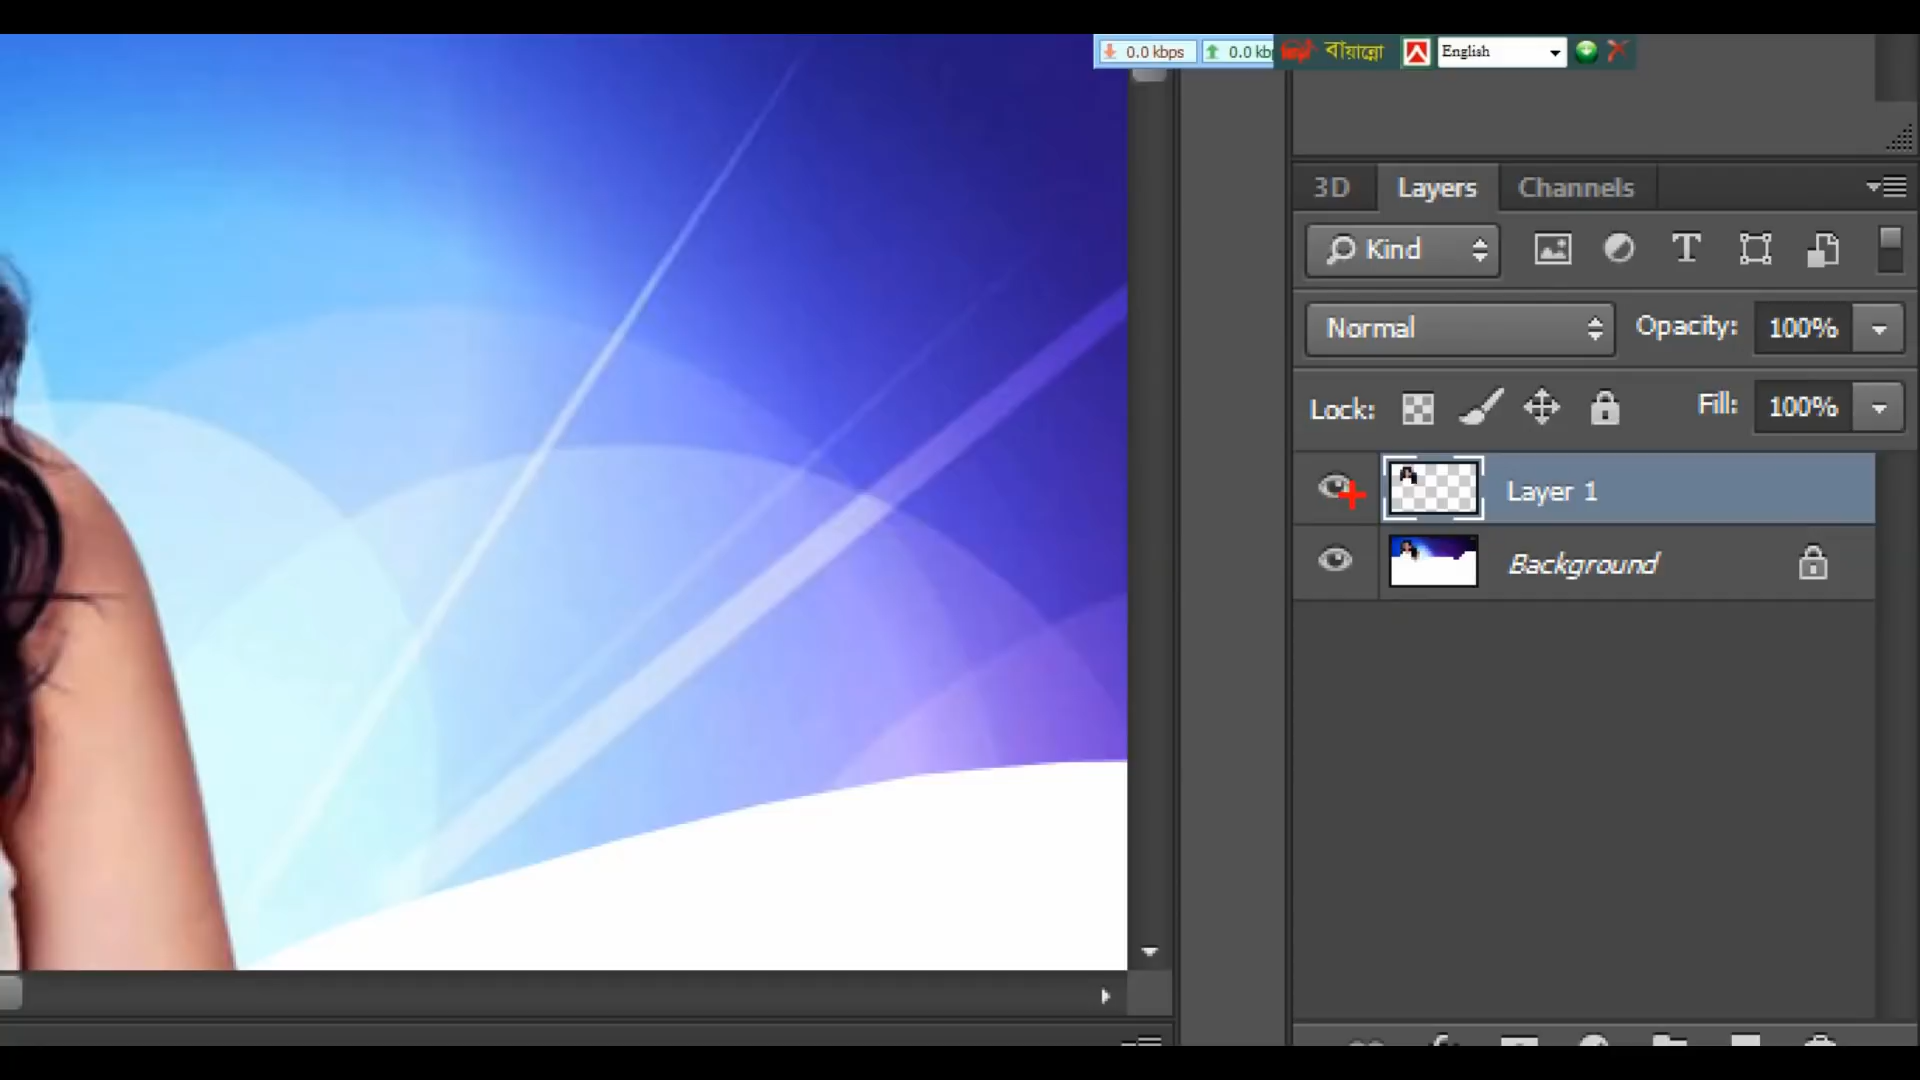 0.0 kbps 0.0 kb বায়ান্নো English
3D Layers Channels
Kind T
Normal Opacity: 100%
Lock: Fill: 100%
Layer 1
Background